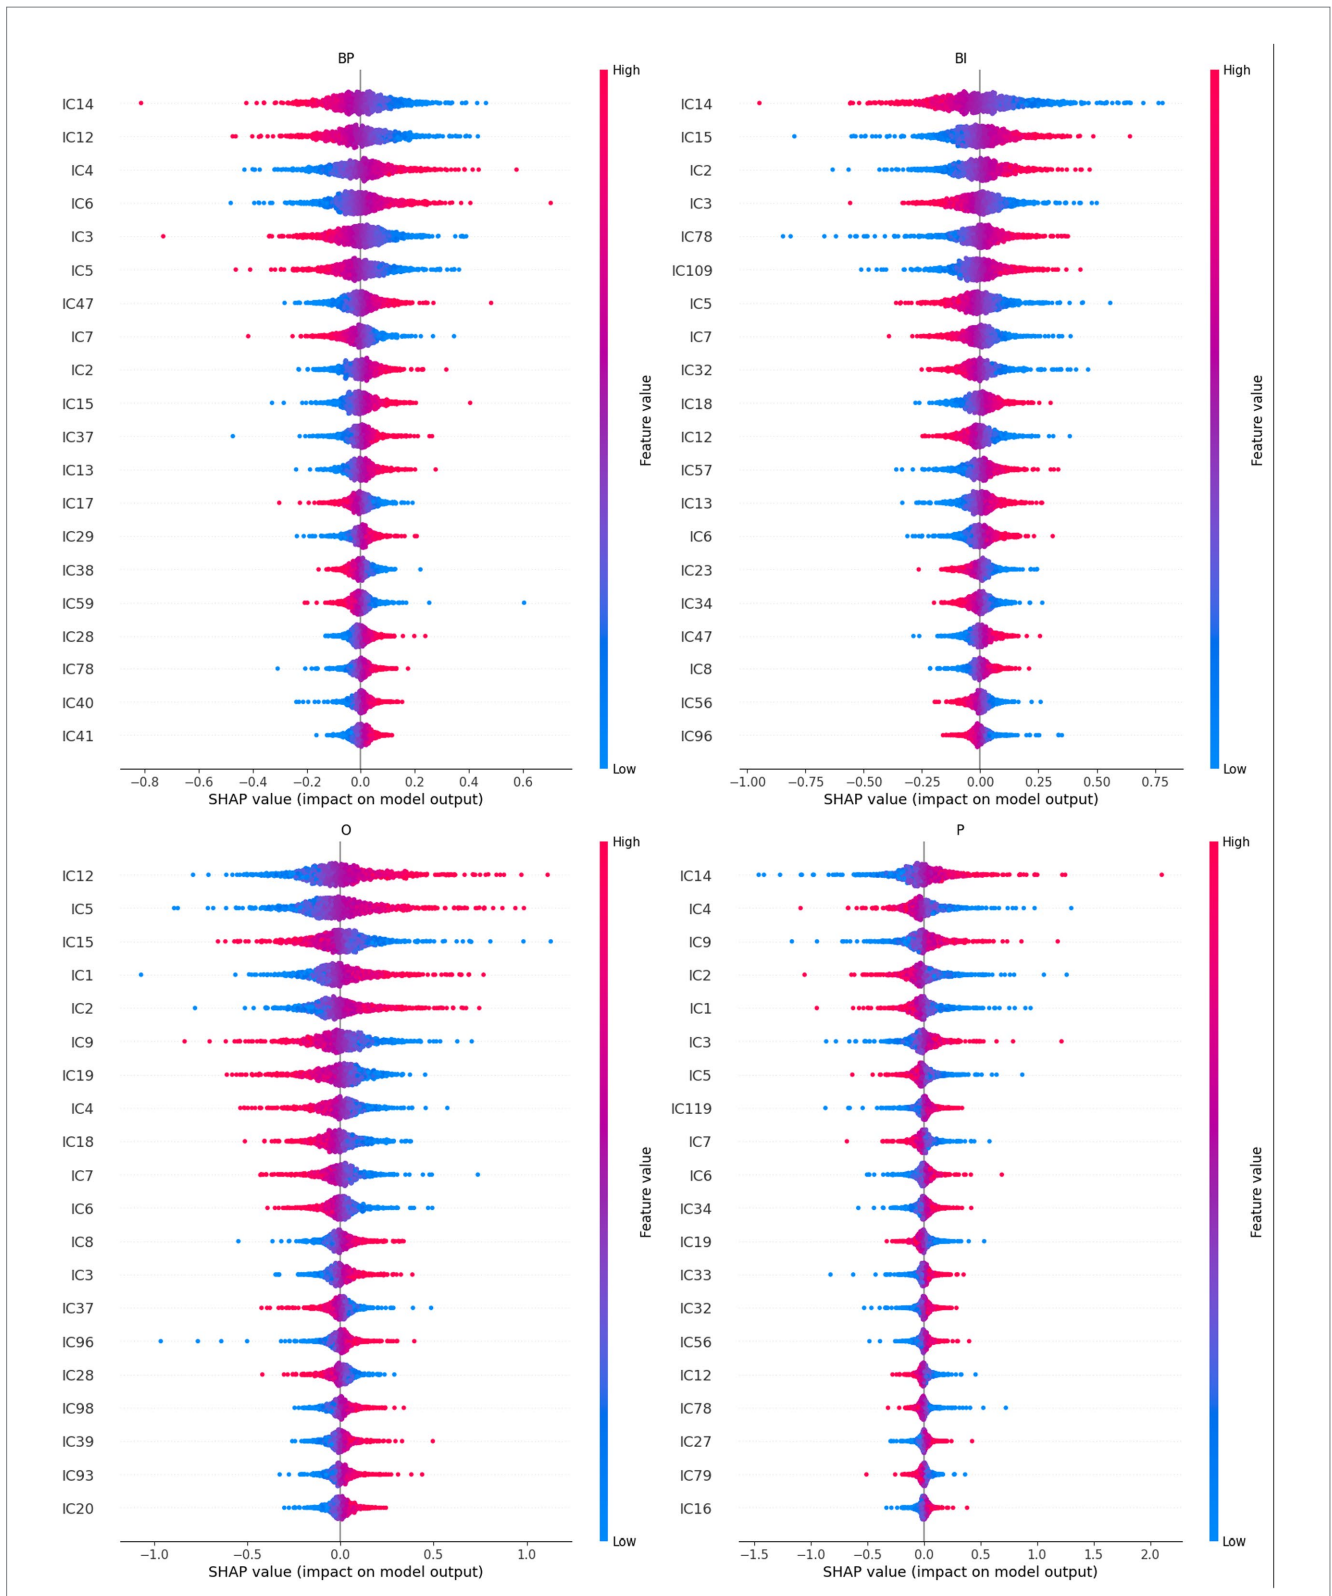 BP
High
IC14
IC12
IC4
IC6
IC3
IC5
IC47
IC7
IC2
IC15
IC37
IC13
IC17
IC29
IC38
IC59
IC28
IC78
IC40
IC41
Feature value
Low
−0.8 −0.6 −0.4 −0.2 0.0 0.2 0.4 0.6
SHAP value (impact on model output)
BI
High
IC14
IC15
IC2
IC3
IC78
IC109
IC5
IC7
IC32
IC18
IC12
IC57
IC13
IC6
IC23
IC34
IC47
IC8
IC56
IC96
Feature value
Low
−1.00 −0.75 −0.50 −0.25 0.00 0.25 0.50 0.75
SHAP value (impact on model output)
O
High
IC12
IC5
IC15
IC1
IC2
IC9
IC19
IC4
IC18
IC7
IC6
IC8
IC3
IC37
IC96
IC28
IC98
IC39
IC93
IC20
Feature value
Low
−1.0 −0.5 0.0 0.5 1.0
SHAP value (impact on model output)
P
High
IC14
IC4
IC9
IC2
IC1
IC3
IC5
IC119
IC7
IC6
IC34
IC19
IC33
IC32
IC56
IC12
IC78
IC27
IC79
IC16
Feature value
Low
−1.5 −1.0 −0.5 0.0 0.5 1.0 1.5 2.0
SHAP value (impact on model output)